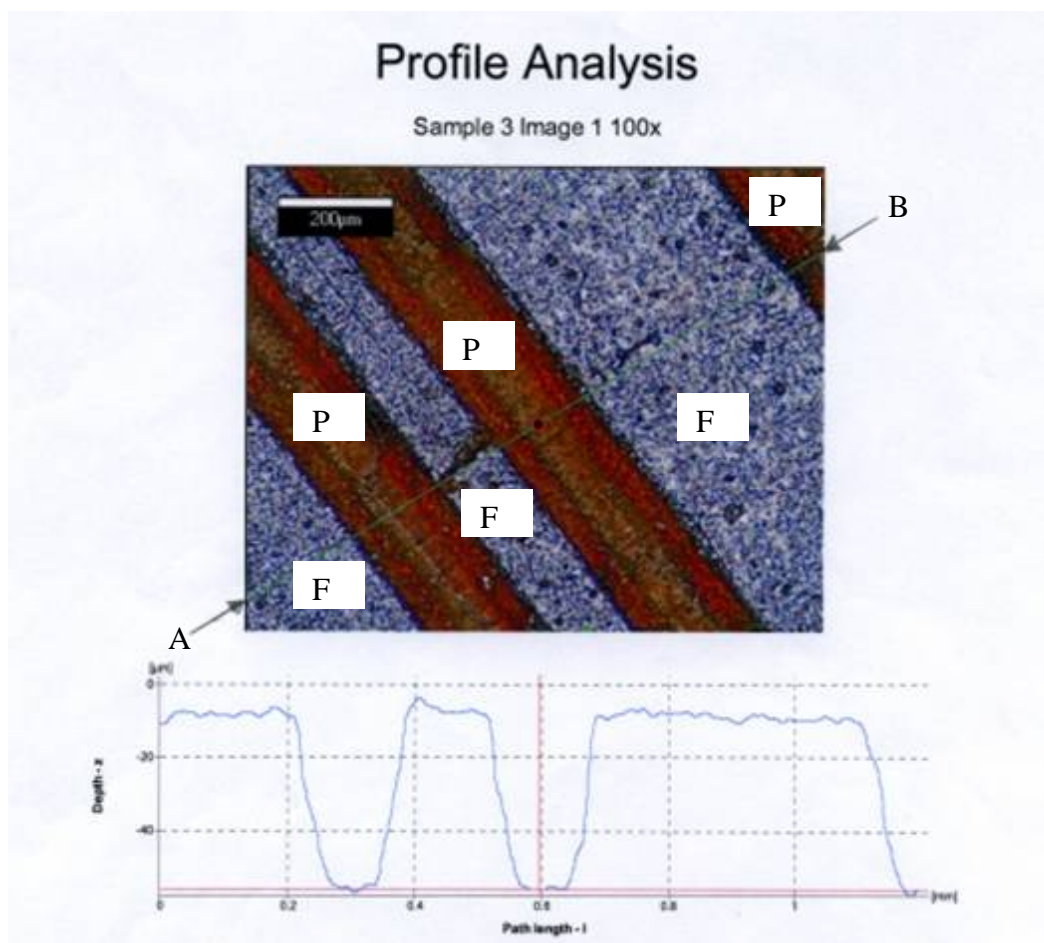 Profile Analysis
Sample 3 Image 1 100x
200µm
P
B
P
P
F
F
F
A
[µm]
0
-20
-40
Depth - z
0
0.2
0.4
0.6
0.8
1
[mm]
Path length - l